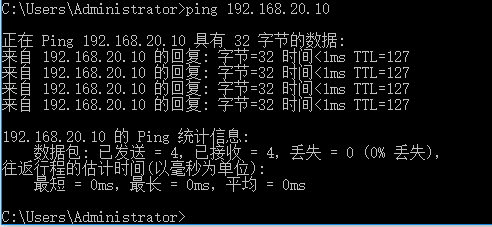 C:\Users\Administrator>ping 192.168.20.10
正在 Ping 192.168.20.10 具有 32 字节的数据:
来自 192.168.20.10 的回复: 字节=32 时间<1ms TTL=127
来自 192.168.20.10 的回复: 字节=32 时间<1ms TTL=127
来自 192.168.20.10 的回复: 字节=32 时间<1ms TTL=127
来自 192.168.20.10 的回复: 字节=32 时间<1ms TTL=127
192.168.20.10 的 Ping 统计信息:
数据包: 已发送 = 4, 已接收 = 4, 丢失 = 0 (0% 丢失),
往返行程的估计时间(以毫秒为单位):
最短 = 0ms, 最长 = 0ms, 平均 = 0ms
C:\Users\Administrator>